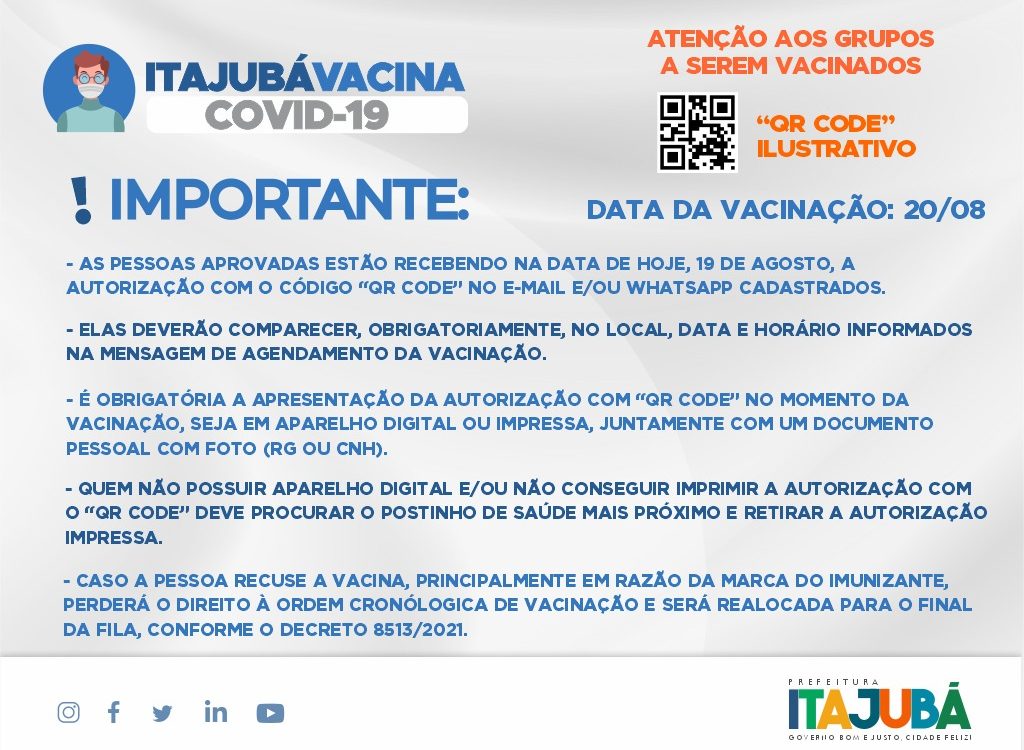 ITAJUBÁVACINA
COVID-19
ATENÇÃO AOS GRUPOS
A SEREM VACINADOS
“QR CODE”
ILUSTRATIVO
! IMPORTANTE:
DATA DA VACINAÇÃO: 20/08
- AS PESSOAS APROVADAS ESTÃO RECEBENDO NA DATA DE HOJE, 19 DE AGOSTO, A
AUTORIZAÇÃO COM O CÓDIGO “QR CODE” NO E-MAIL E/OU WHATSAPP CADASTRADOS.
- ELAS DEVERÃO COMPARECER, OBRIGATORIAMENTE, NO LOCAL, DATA E HORÁRIO INFORMADOS
NA MENSAGEM DE AGENDAMENTO DA VACINAÇÃO.
- É OBRIGATÓRIA A APRESENTAÇÃO DA AUTORIZAÇÃO COM “QR CODE” NO MOMENTO DA
VACINAÇÃO, SEJA EM APARELHO DIGITAL OU IMPRESSA, JUNTAMENTE COM UM DOCUMENTO
PESSOAL COM FOTO (RG OU CNH).
- QUEM NÃO POSSUIR APARELHO DIGITAL E/OU NÃO CONSEGUIR IMPRIMIR A AUTORIZAÇÃO COM
O “QR CODE” DEVE PROCURAR O POSTINHO DE SAÚDE MAIS PRÓXIMO E RETIRAR A AUTORIZAÇÃO
IMPRESSA.
- CASO A PESSOA RECUSE A VACINA, PRINCIPALMENTE EM RAZÃO DA MARCA DO IMUNIZANTE,
PERDERÁ O DIREITO À ORDEM CRONÓLOGICA DE VACINAÇÃO E SERÁ REALOCADA PARA O FINAL
DA FILA, CONFORME O DECRETO 8513/2021.
PREFEITURA
ITAJUBÁ
GOVERNO BOM E JUSTO, CIDADE FELIZ!